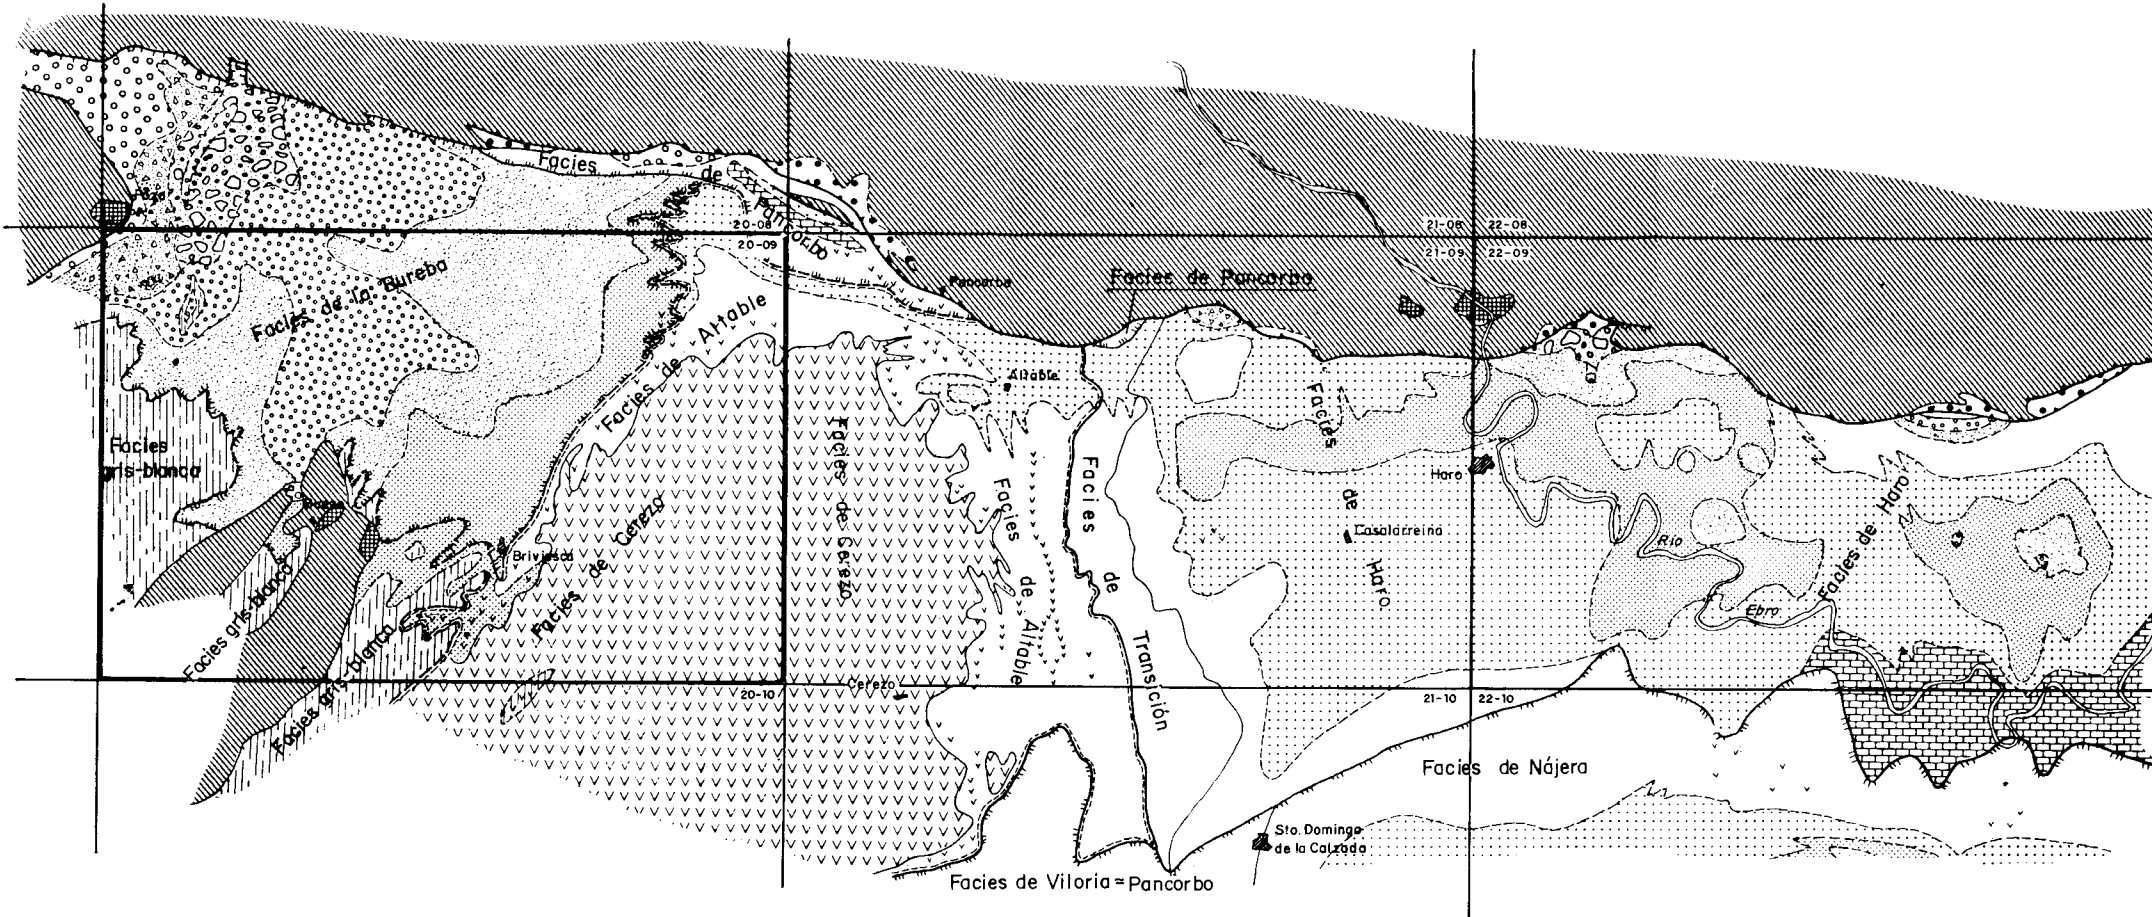 Facies de Pancorbo
20-08
20-09
21-08
22-08
21-09
22-09
Pancorbo
Facies de Pancorbo
Facies de la Bureba
Facies de Altable
Altable
Facies de Haro
Facies gris-blanca
Haro
Casalarreina
Río Ebro
Facies de Haro
Briviesca
Facies de Cerezo
Facies de Cerezo
Facies de Altable
Facies de Transición
Facies gris-blanca
Facies gris-blanca
Cerezo
20-10
21-10
22-10
Facies de Nájera
Sto. Domingo
de la Calzada
Facies de Viloria = Pancorbo